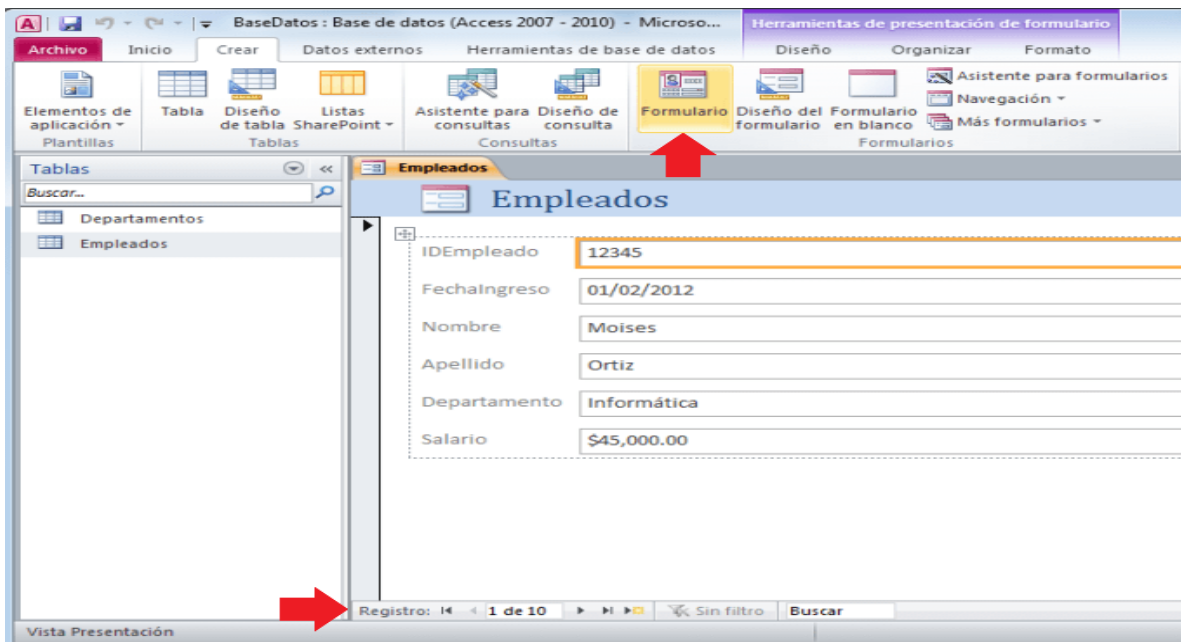 BaseDatos : Base de datos (Access 2007 - 2010) - Microso...
Herramientas de presentación de formulario
Archivo Inicio Crear Datos externos Herramientas de base de datos Diseño Organizar Formato
Elementos de aplicación
Tabla
Diseño de tabla
Listas SharePoint
Asistente para consultas
Diseño de consulta
Formulario
Diseño del formulario
Formulario en blanco
Asistente para formularios
Navegación
Más formularios
Plantillas Tablas Consultas Formularios
Tablas
Buscar...
Departamentos
Empleados
Empleados
Empleados
IDEmpleado 12345
FechaIngreso 01/02/2012
Nombre Moises
Apellido Ortiz
Departamento Informática
Salario $45,000.00
Registro: 1 de 10 Sin filtro Buscar
Vista Presentación